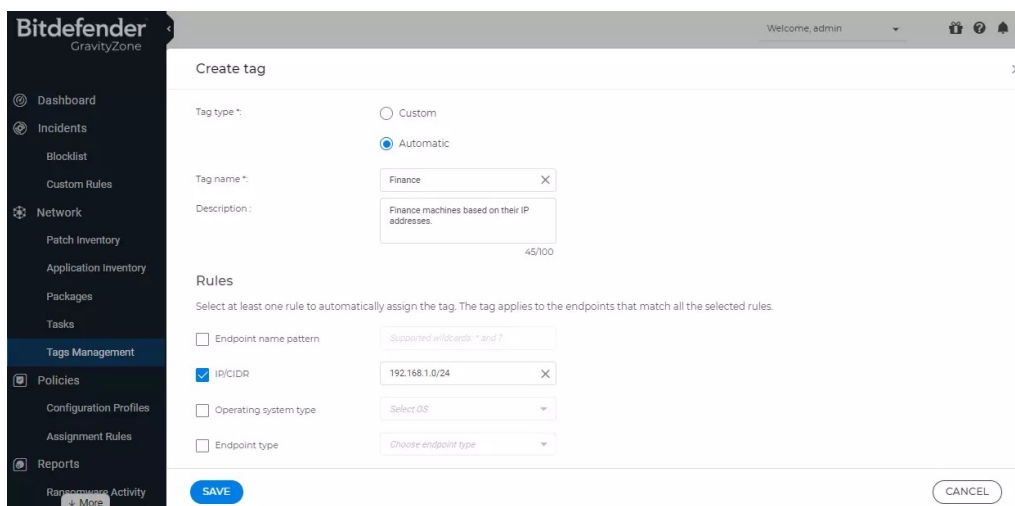 Bitdefender
GravityZone
Welcome, admin
Create tag
Dashboard
Incidents
Blocklist
Custom Rules
Network
Patch Inventory
Application Inventory
Packages
Tasks
Tags Management
Policies
Configuration Profiles
Assignment Rules
Reports
Ransomware Activity
↓ More
Tag type *:
Custom
Automatic
Tag name *:
Finance
Description :
Finance machines based on their IP
addresses.
45/100
Rules
Select at least one rule to automatically assign the tag. The tag applies to the endpoints that match all the selected rules.
Endpoint name pattern
Supported wildcards: * and ?
IP/CIDR
192.168.1.0/24
Operating system type
Select OS
Endpoint type
Choose endpoint type
SAVE
CANCEL